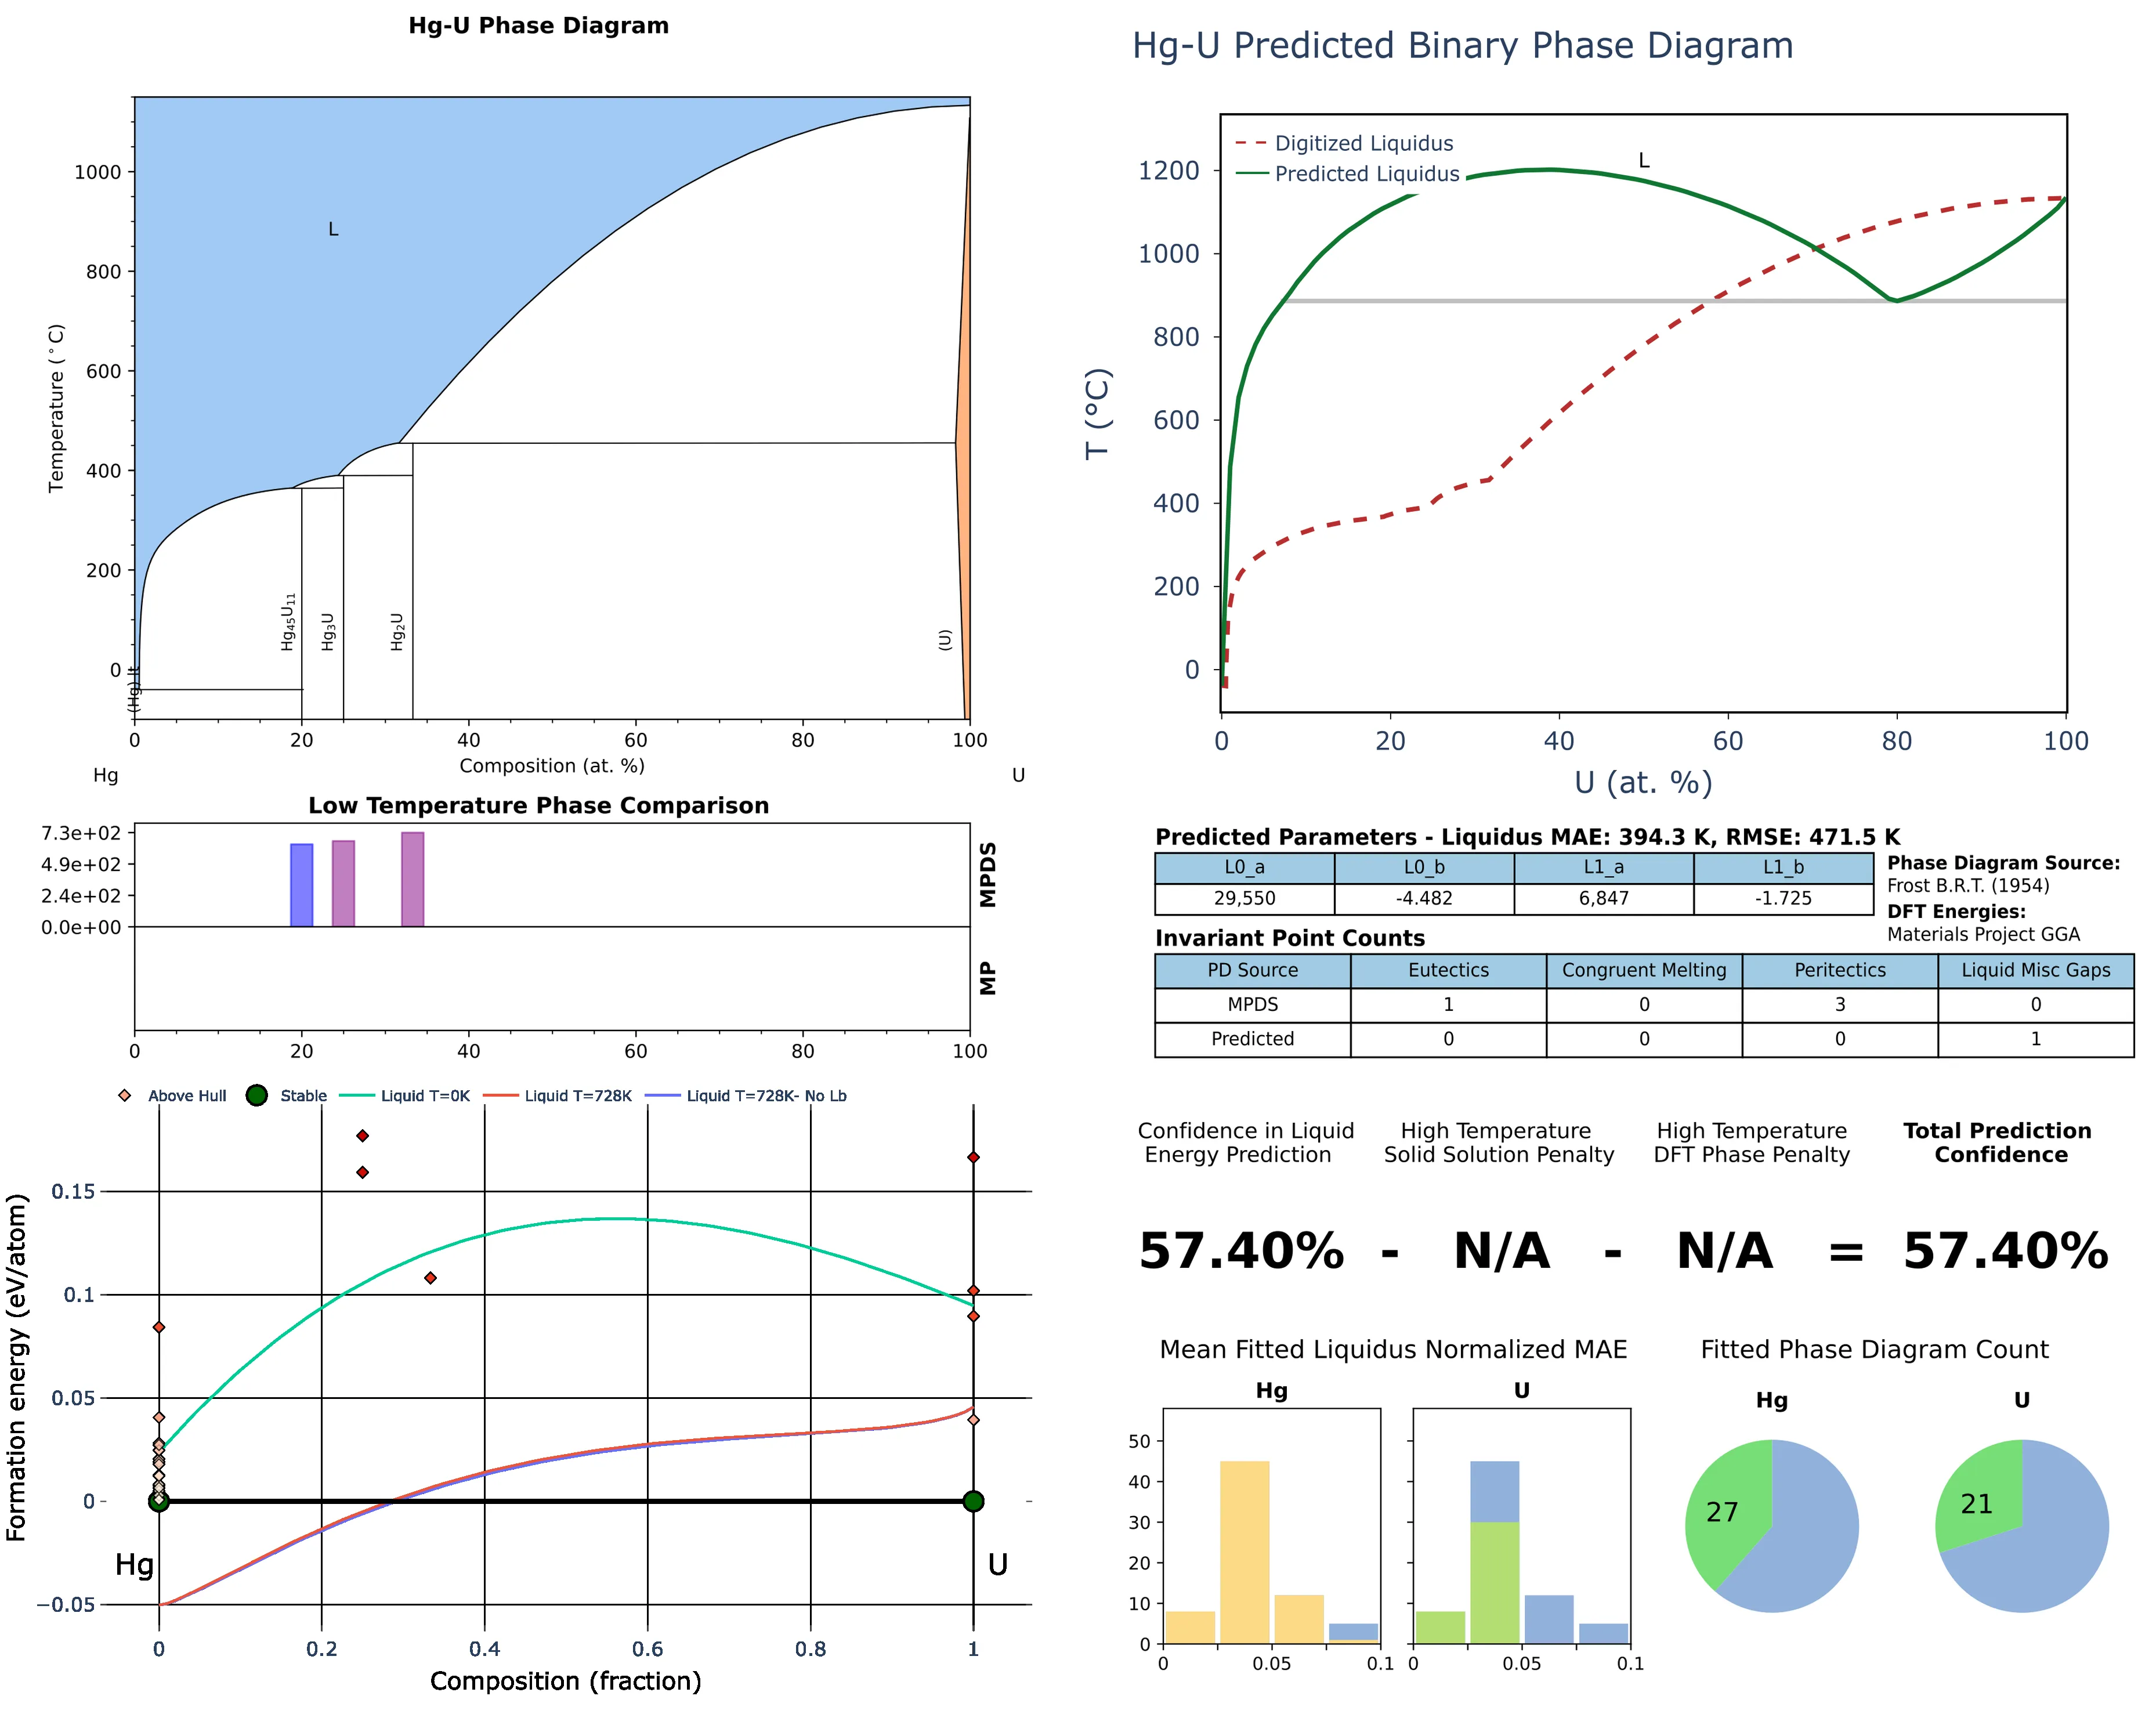 Hg-U Phase Diagram
Temperature (°C)
1000
800
600
400
200
0
L
Hg45U11
Hg3U
Hg2U
(U)
(Hg) lt
0 20 40 60 80 100
Composition (at. %)
Hg U
Hg-U Predicted Binary Phase Diagram
Digitized Liquidus
Predicted Liquidus
L
T (°C)
1200
1000
800
600
400
200
0
0 20 40 60 80 100
U (at. %)
Low Temperature Phase Comparison
7.3e+02
4.9e+02
2.4e+02
0.0e+00
MPDS
MP
0 20 40 60 80 100
Predicted Parameters - Liquidus MAE: 394.3 K, RMSE: 471.5 K
L0_a L0_b L1_a L1_b
29,550 -4.482 6,847 -1.725
Phase Diagram Source:
Frost B.R.T. (1954)
DFT Energies:
Materials Project GGA
Invariant Point Counts
PD Source Eutectics Congruent Melting Peritectics Liquid Misc Gaps
MPDS 1 0 3 0
Predicted 0 0 0 1
Above Hull Stable Liquid T=0K Liquid T=728K Liquid T=728K- No Lb
Formation energy (eV/atom)
0.15
0.1
0.05
0
−0.05
Hg U
0 0.2 0.4 0.6 0.8 1
Composition (fraction)
Confidence in Liquid
Energy Prediction
High Temperature
Solid Solution Penalty
High Temperature
DFT Phase Penalty
Total Prediction
Confidence
57.40% - N/A - N/A = 57.40%
Mean Fitted Liquidus Normalized MAE
Hg U
50
40
30
20
10
0
0 0.05 0.1
0 0.05 0.1
Fitted Phase Diagram Count
Hg U
27 21